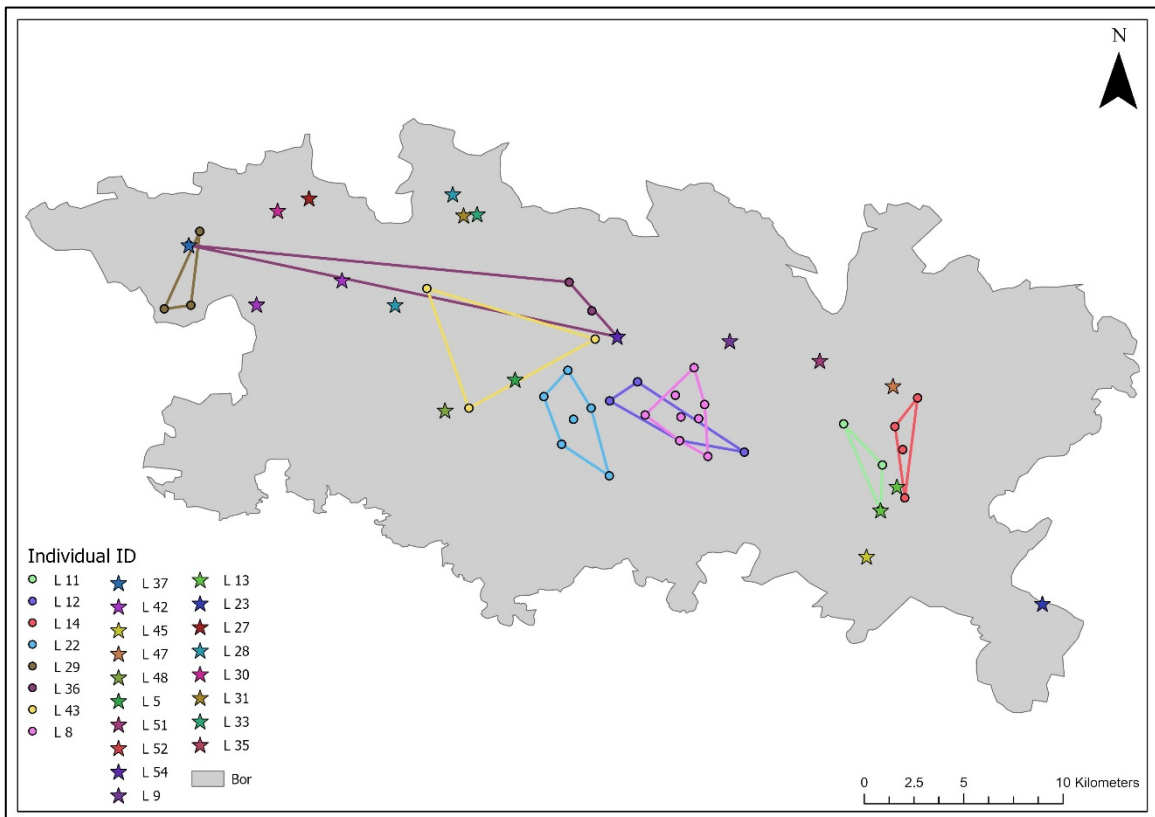 N
Individual ID
L 11
L 12
L 14
L 22
L 29
L 36
L 43
L 8
L 37
L 42
L 45
L 47
L 48
L 5
L 51
L 52
L 54
L 9
L 13
L 23
L 27
L 28
L 30
L 31
L 33
L 35
Bor
0 2.5 5 10 Kilometers